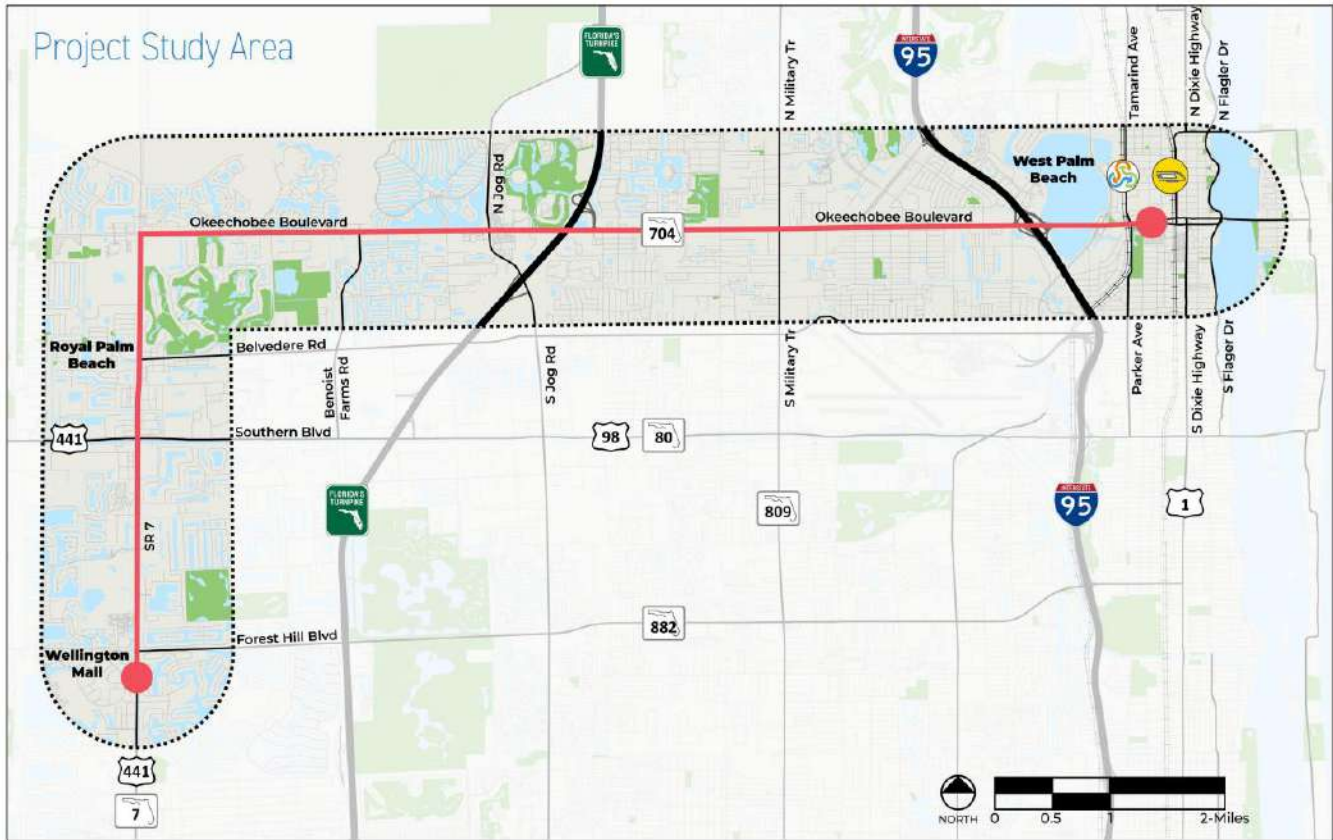 Project Study Area
FLORIDA'S
TURNPIKE
INTERSTATE
95
N Military Tr
Tamarind Ave
N Dixie Highway
N Flagler Dr
N Jog Rd
West Palm
Beach
Okeechobee Boulevard
704
Okeechobee Boulevard
Royal Palm
Beach
Belvedere Rd
Benoist
Farms Rd
S Jog Rd
S Military Tr
Parker Ave
S Dixie Highway
S Flager Dr
441
Southern Blvd
98
80
FLORIDA'S
TURNPIKE
809
INTERSTATE
95
1
SR 7
Forest Hill Blvd
882
Wellington
Mall
441
7
NORTH
0
0.5
1
2-Miles